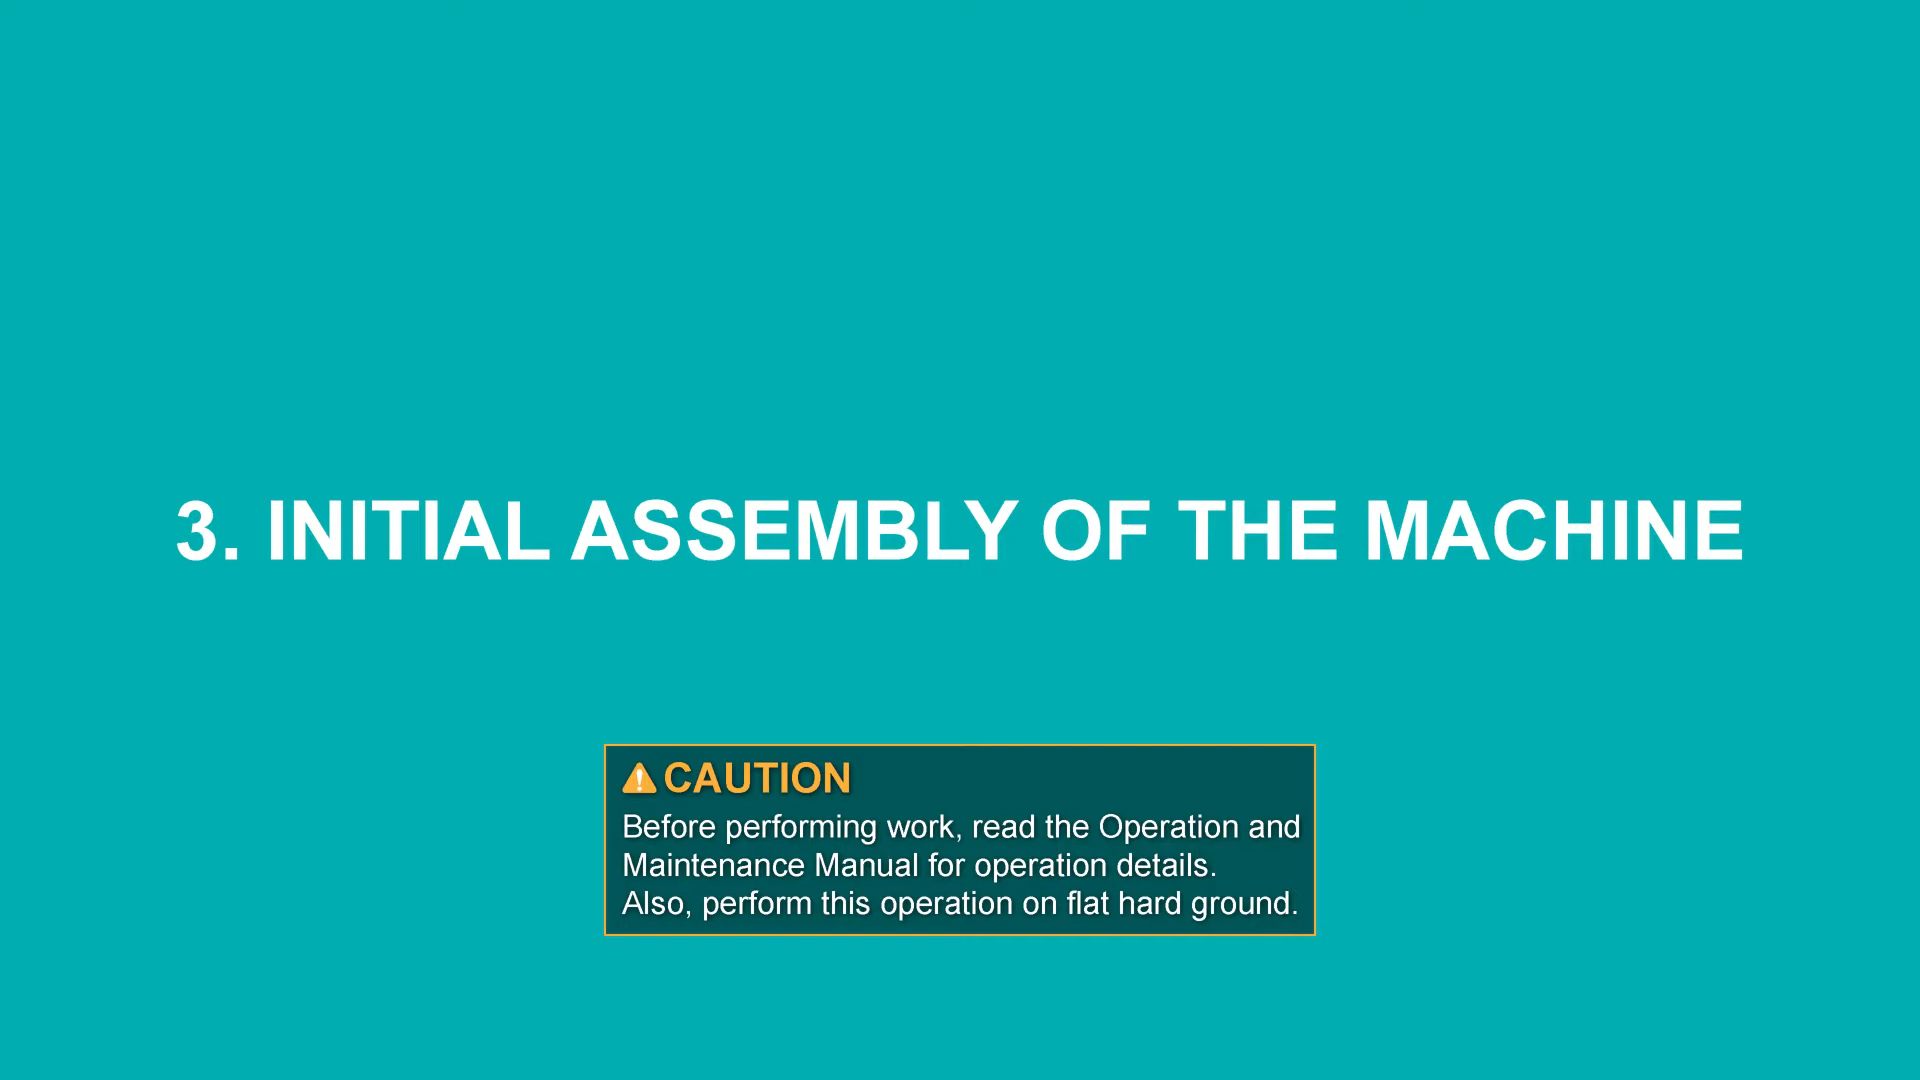 3. INITIAL ASSEMBLY OF THE MACHINE
CAUTION
Before performing work, read the Operation and
Maintenance Manual for operation details.
Also, perform this operation on flat hard ground.